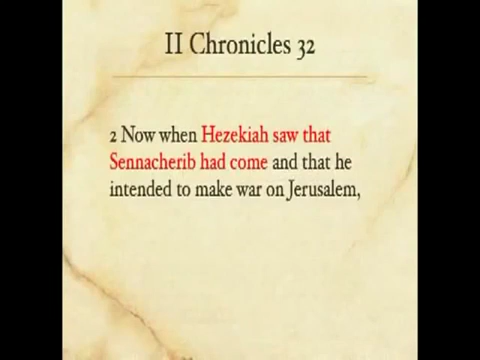 II Chronicles 32
2 Now when Hezekiah saw that
Sennacherib had come and that he
intended to make war on Jerusalem,